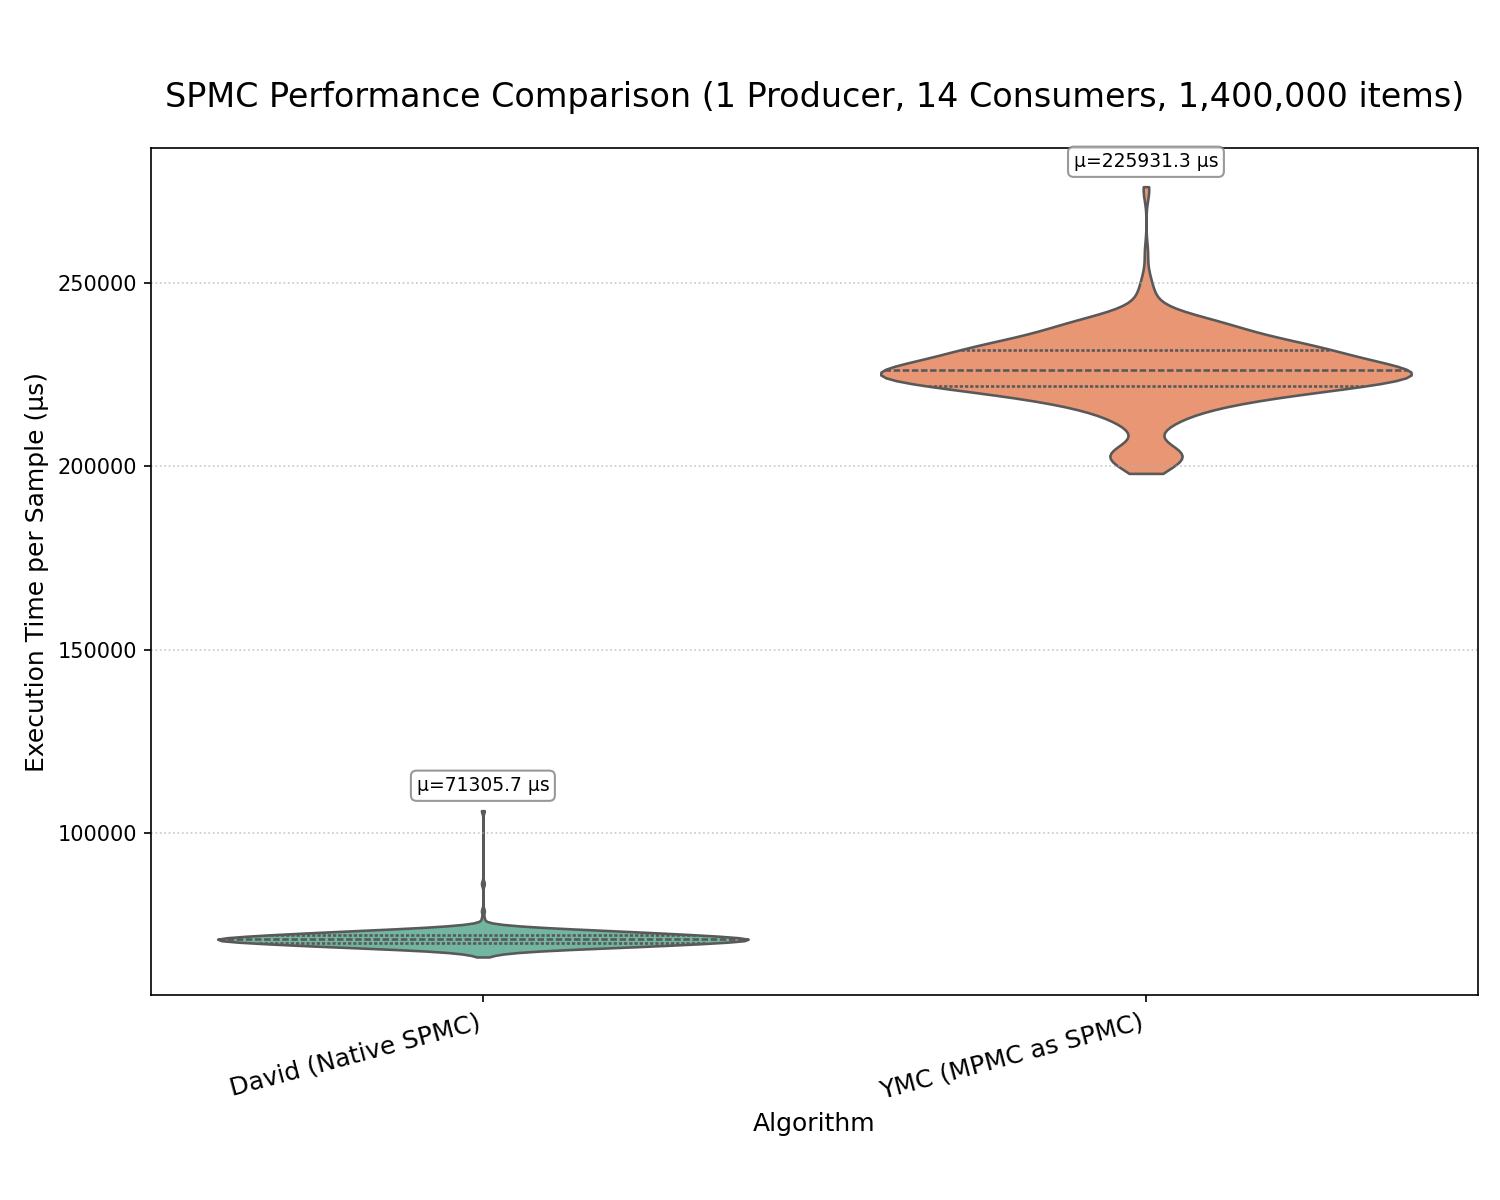 SPMC Performance Comparison (1 Producer, 14 Consumers, 1,400,000 items)
μ=225931.3 μs
250000
200000
150000
100000
Execution Time per Sample (μs)
μ=71305.7 μs
David (Native SPMC)
YMC (MPMC as SPMC)
Algorithm